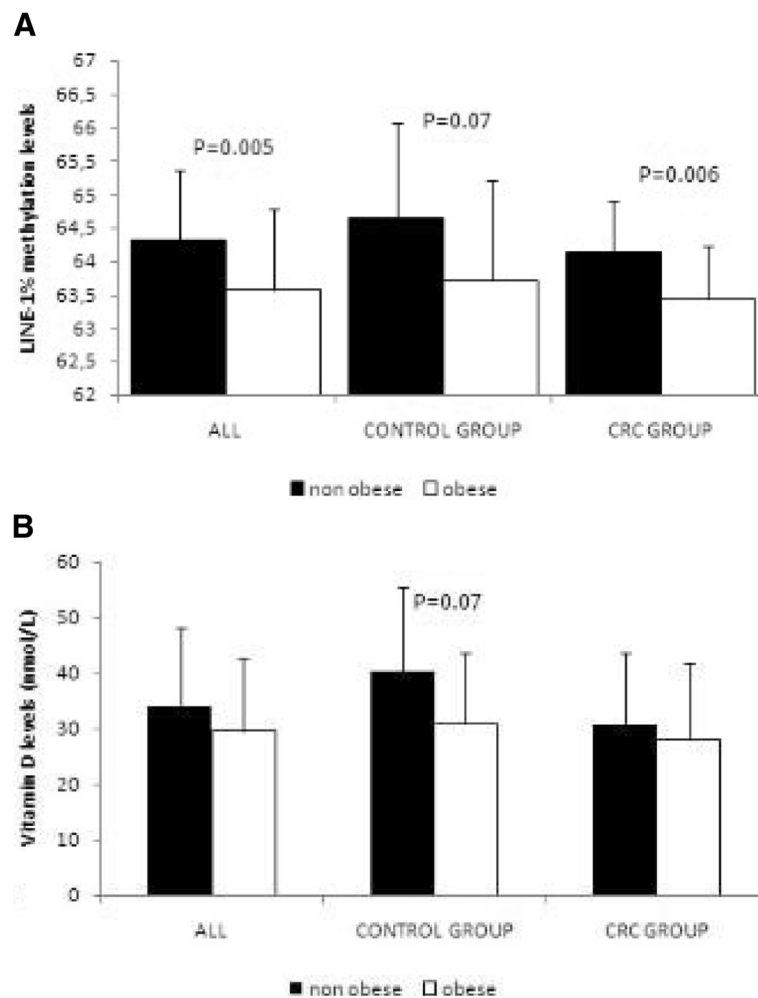 A
LINE-1% methylation levels
67
66,5
66
65,5
65
64,5
64
63,5
63
62,5
62
P=0.005
P=0.07
P=0.006
ALL
CONTROL GROUP
CRC GROUP
non obese
obese
B
Vitamin D levels (nmol/L)
60
50
40
30
20
10
0
P=0.07
ALL
CONTROL GROUP
CRC GROUP
non obese
obese